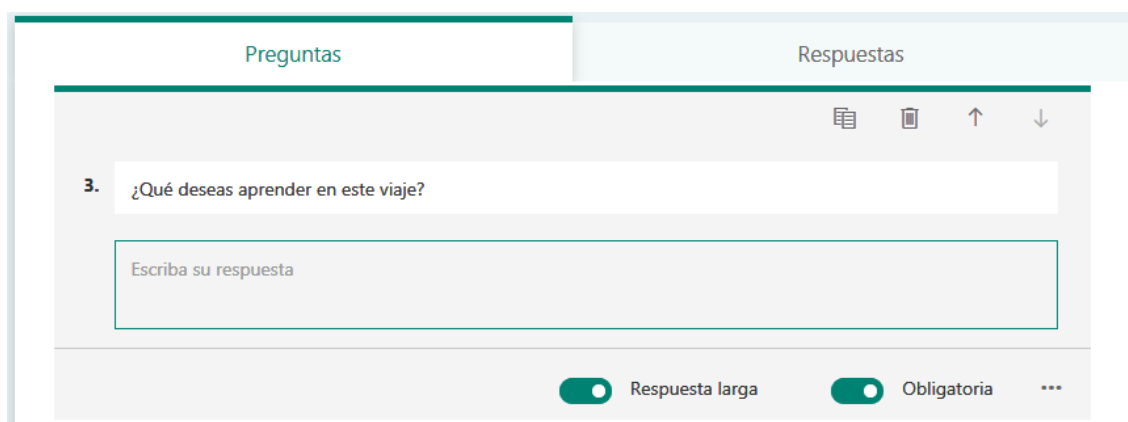 Preguntas
Respuestas
3. ¿Qué deseas aprender en este viaje?
Escriba su respuesta
Respuesta larga
Obligatoria